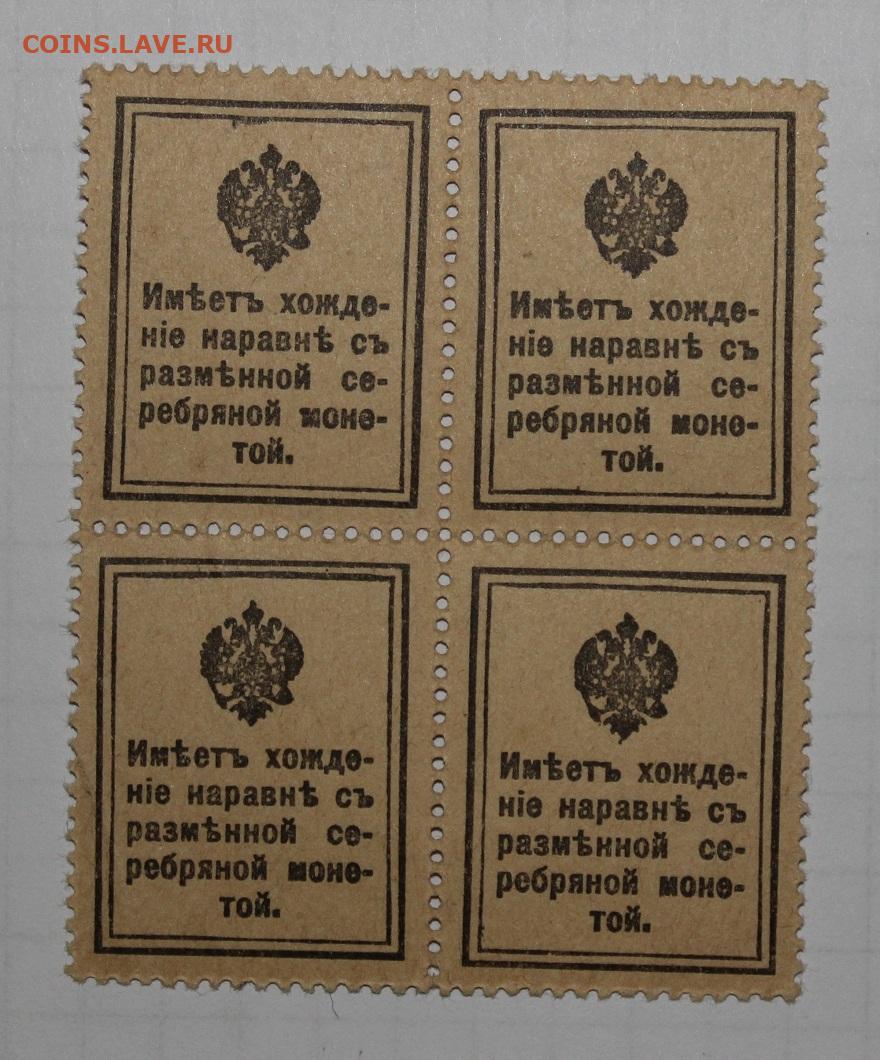 COINS.LAVE.RU
Имѣетъ хожде-
ніе наравнѣ съ
размѣнной се-
ребряной моне-
той.
Имѣетъ хожде-
ніе наравнѣ съ
размѣнной се-
ребряной моне-
той.
Имѣетъ хожде-
ніе наравнѣ съ
размѣнной се-
ребряной моне-
той.
Имѣетъ хожде-
ніе наравнѣ съ
размѣнной се-
ребряной моне-
той.